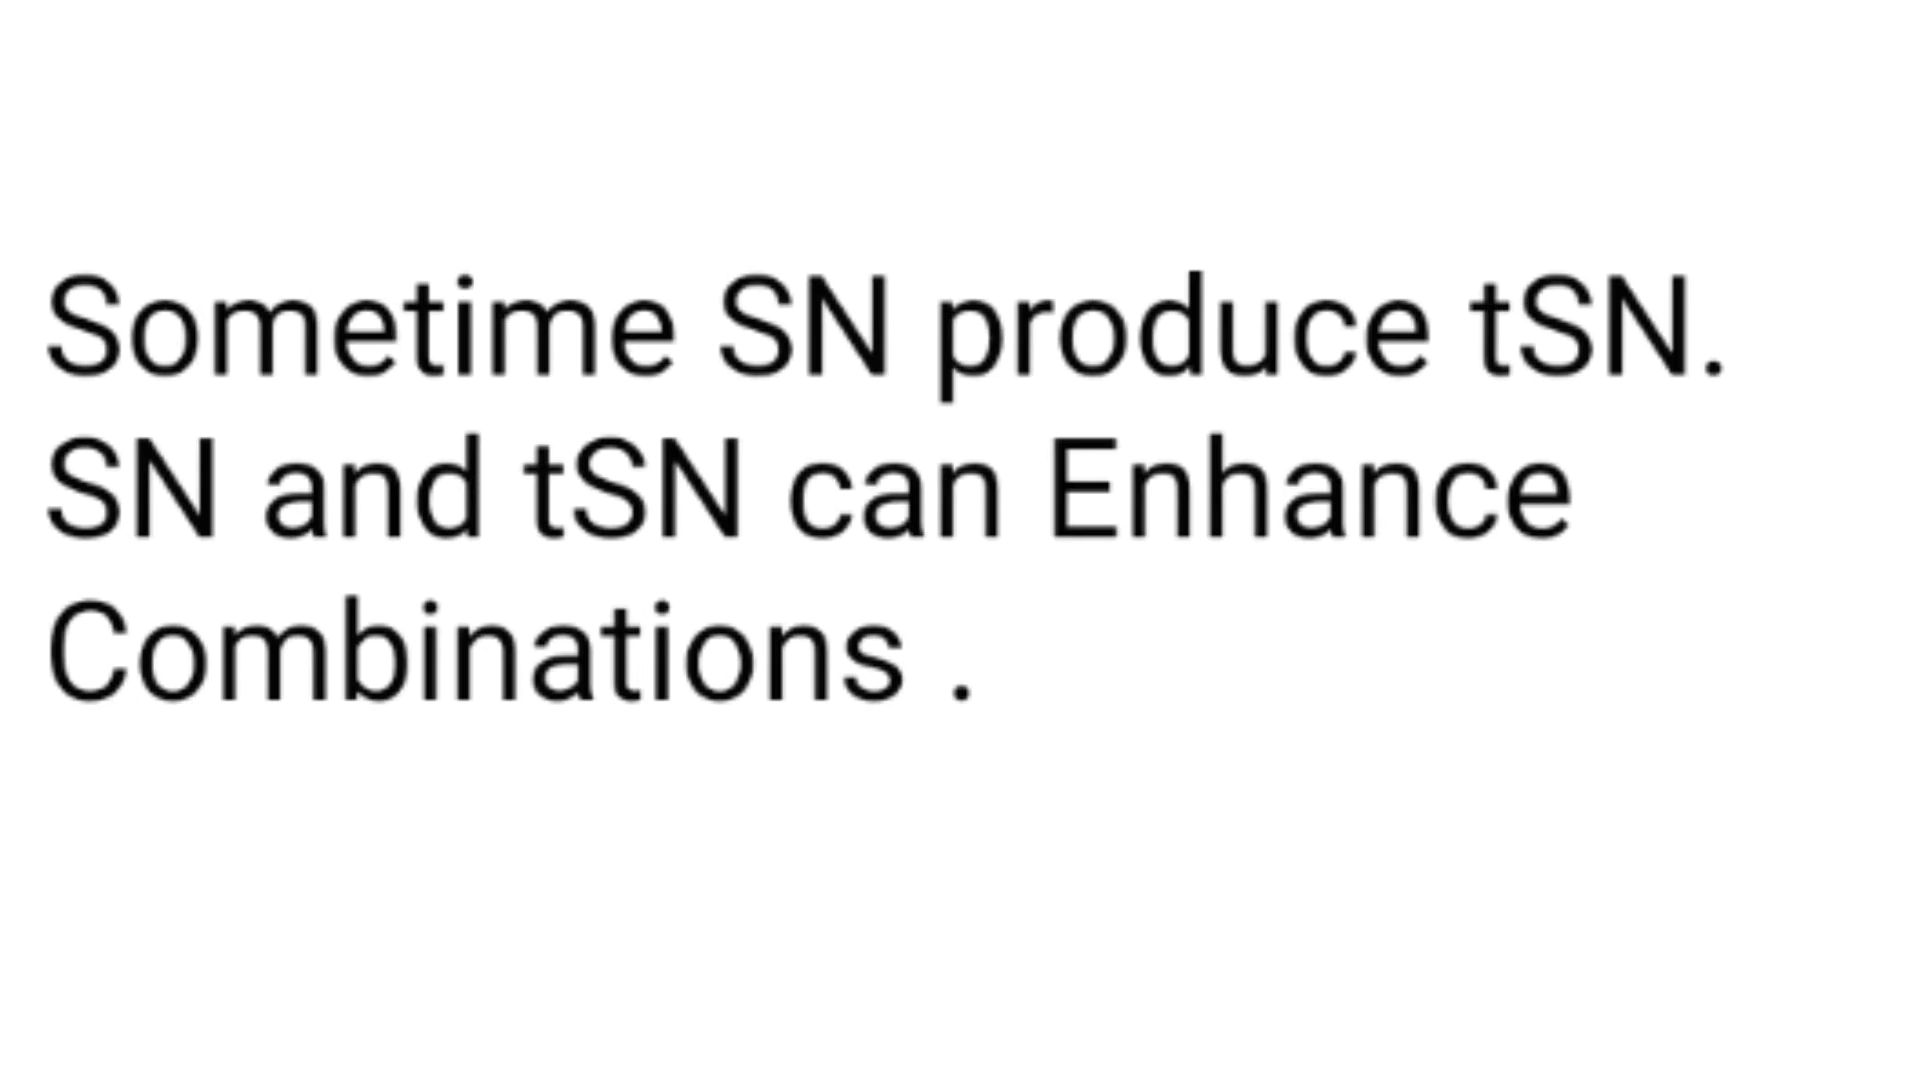 Sometime SN produce tSN.
SN and tSN can Enhance
Combinations .